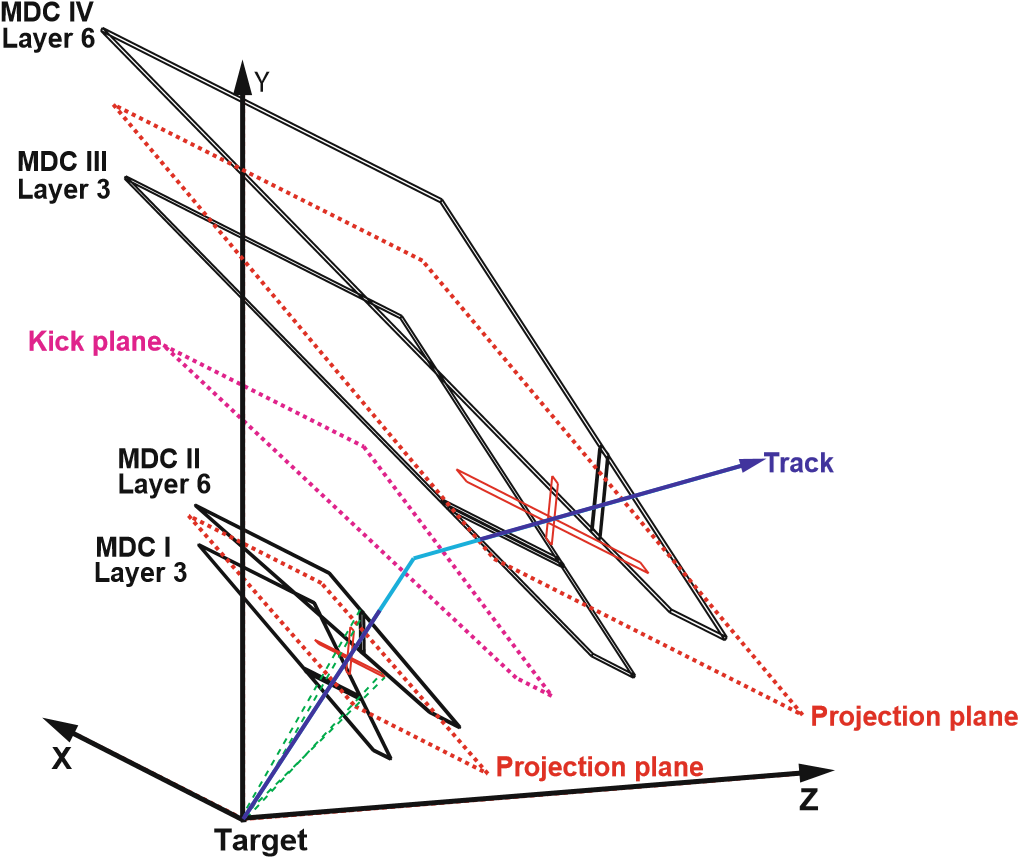 MDC IV
Layer 6
Y
MDC III
Layer 3
Kick plane
MDC II
Layer 6
Track
MDC I
Layer 3
Projection plane
X
Projection plane
Z
Target